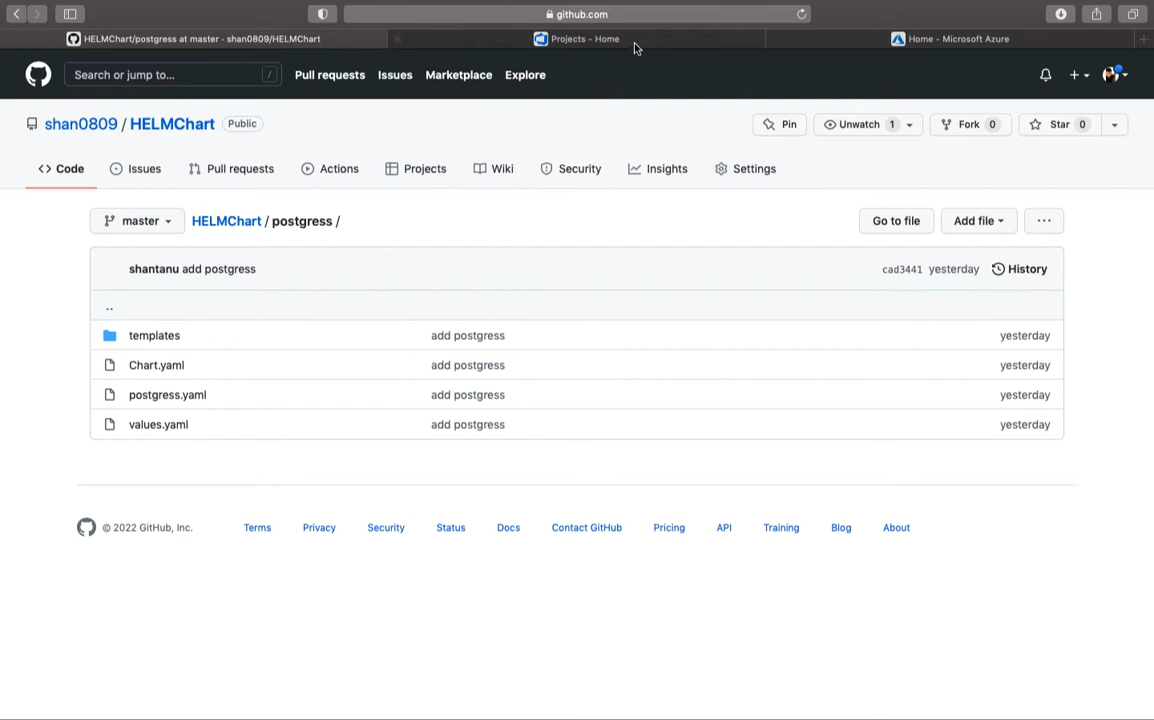 github.com
HELMChart/postgress at master · shan0809/HELMChart
Projects - Home
Home - Microsoft Azure
Search or jump to... /
Pull requests Issues Marketplace Explore
+
shan0809 / HELMChart Public
Pin Unwatch 1 Fork 0 Star 0
<> Code Issues Pull requests Actions Projects Wiki Security Insights Settings
master HELMChart / postgress / Go to file Add file ...
shantanu add postgress cad3441 yesterday History
..
templates add postgress yesterday
Chart.yaml add postgress yesterday
postgress.yaml add postgress yesterday
values.yaml add postgress yesterday
© 2022 GitHub, Inc. Terms Privacy Security Status Docs Contact GitHub Pricing API Training Blog About